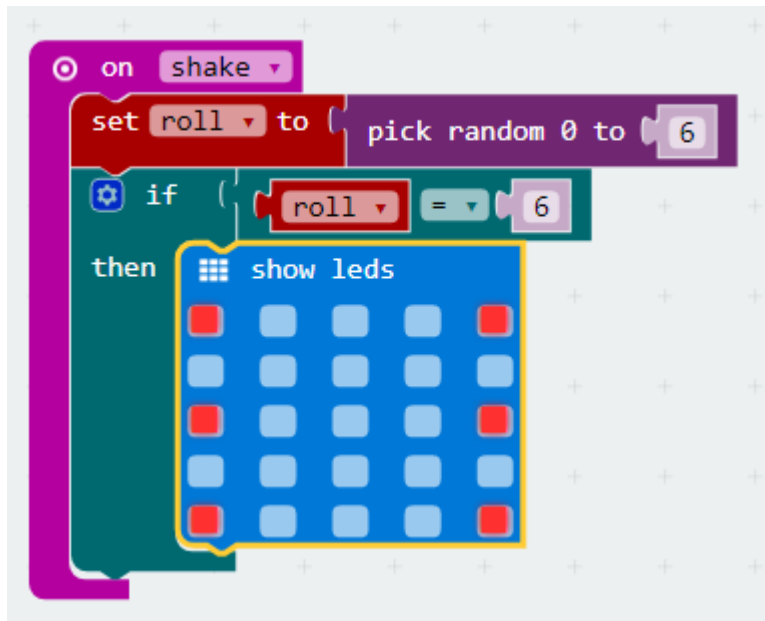 on shake
set roll to pick random 0 to 6
if roll = 6
then show leds